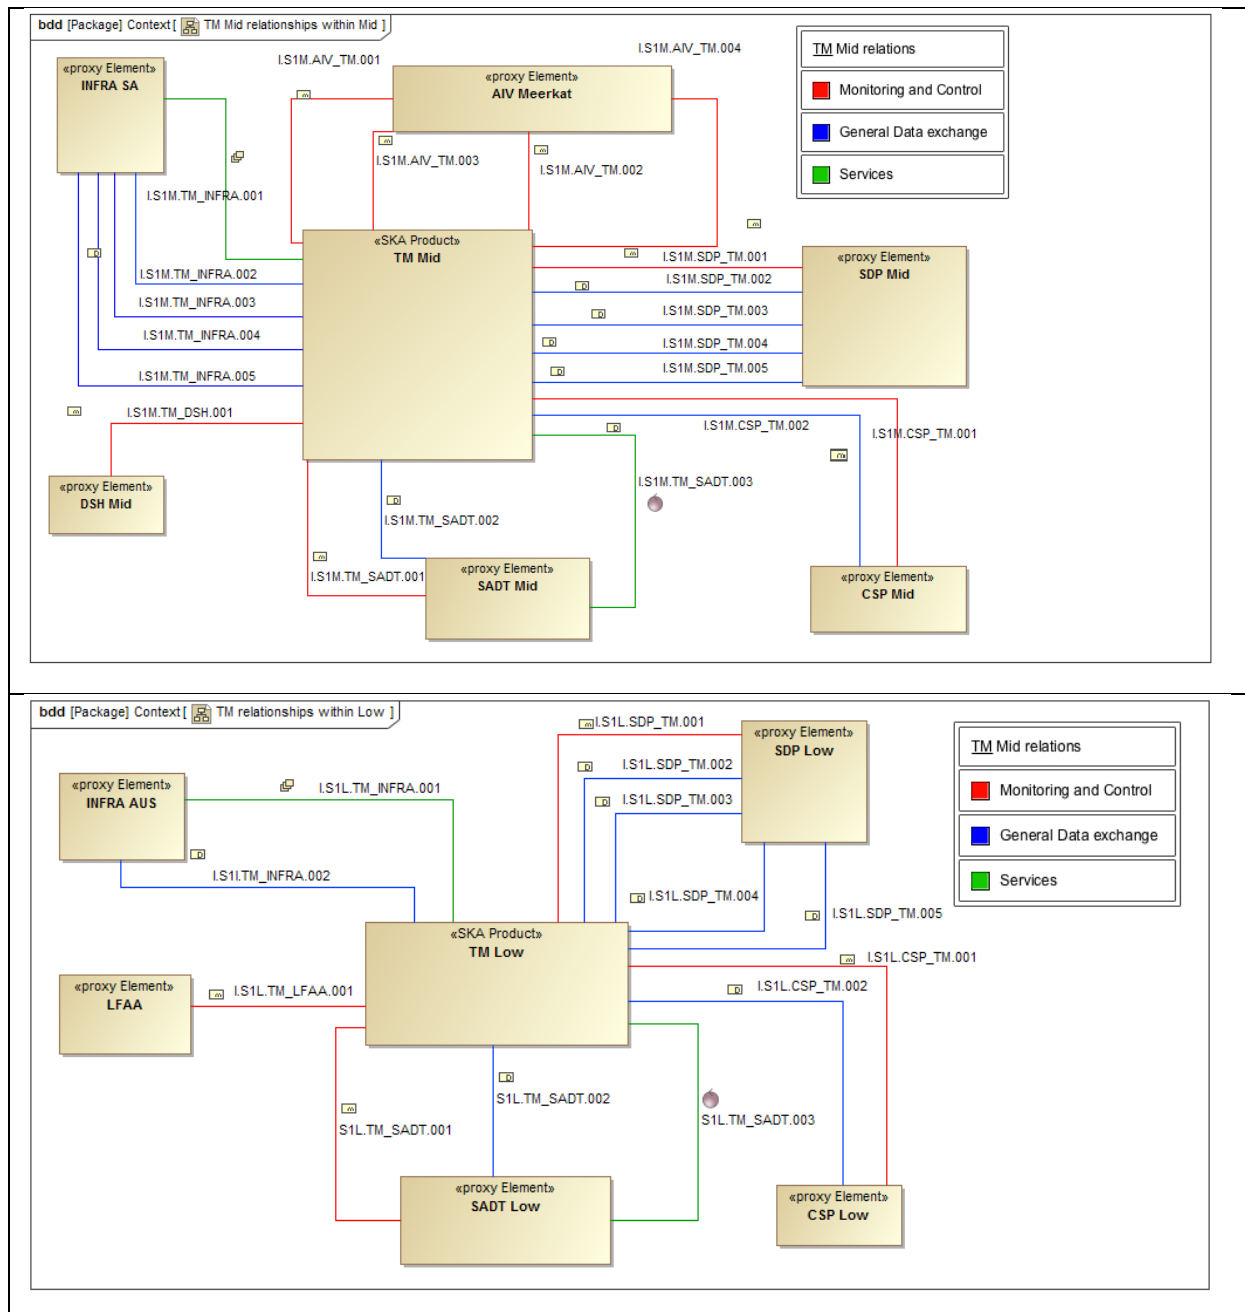 bdd [Package] Context [ TM Mid relationships within Mid ]
I.S1M.AIV_TM.001
I.S1M.AIV_TM.004
«proxy Element»
INFRA SA
«proxy Element»
AIV Meerkat
TM Mid relations
Monitoring and Control
General Data exchange
Services
I.S1M.AIV_TM.003
I.S1M.AIV_TM.002
I.S1M.TM_INFRA.001
«SKA Product»
TM Mid
I.S1M.SDP_TM.001
I.S1M.SDP_TM.002
I.S1M.SDP_TM.003
I.S1M.SDP_TM.004
I.S1M.SDP_TM.005
«proxy Element»
SDP Mid
I.S1M.TM_INFRA.002
I.S1M.TM_INFRA.003
I.S1M.TM_INFRA.004
I.S1M.TM_INFRA.005
I.S1M.TM_DSH.001
I.S1M.CSP_TM.002
I.S1M.CSP_TM.001
«proxy Element»
DSH Mid
I.S1M.TM_SADT.003
I.S1M.TM_SADT.002
I.S1M.TM_SADT.001
«proxy Element»
SADT Mid
«proxy Element»
CSP Mid
bdd [Package] Context [ TM relationships within Low ]
I.S1L.SDP_TM.001
I.S1L.SDP_TM.002
I.S1L.SDP_TM.003
«proxy Element»
SDP Low
TM Mid relations
Monitoring and Control
General Data exchange
Services
«proxy Element»
INFRA AUS
I.S1L.TM_INFRA.001
I.S1I.TM_INFRA.002
I.S1L.SDP_TM.004
I.S1L.SDP_TM.005
«SKA Product»
TM Low
I.S1L.CSP_TM.001
I.S1L.CSP_TM.002
«proxy Element»
LFAA
I.S1L.TM_LFAA.001
S1L.TM_SADT.002
S1L.TM_SADT.001
S1L.TM_SADT.003
«proxy Element»
SADT Low
«proxy Element»
CSP Low